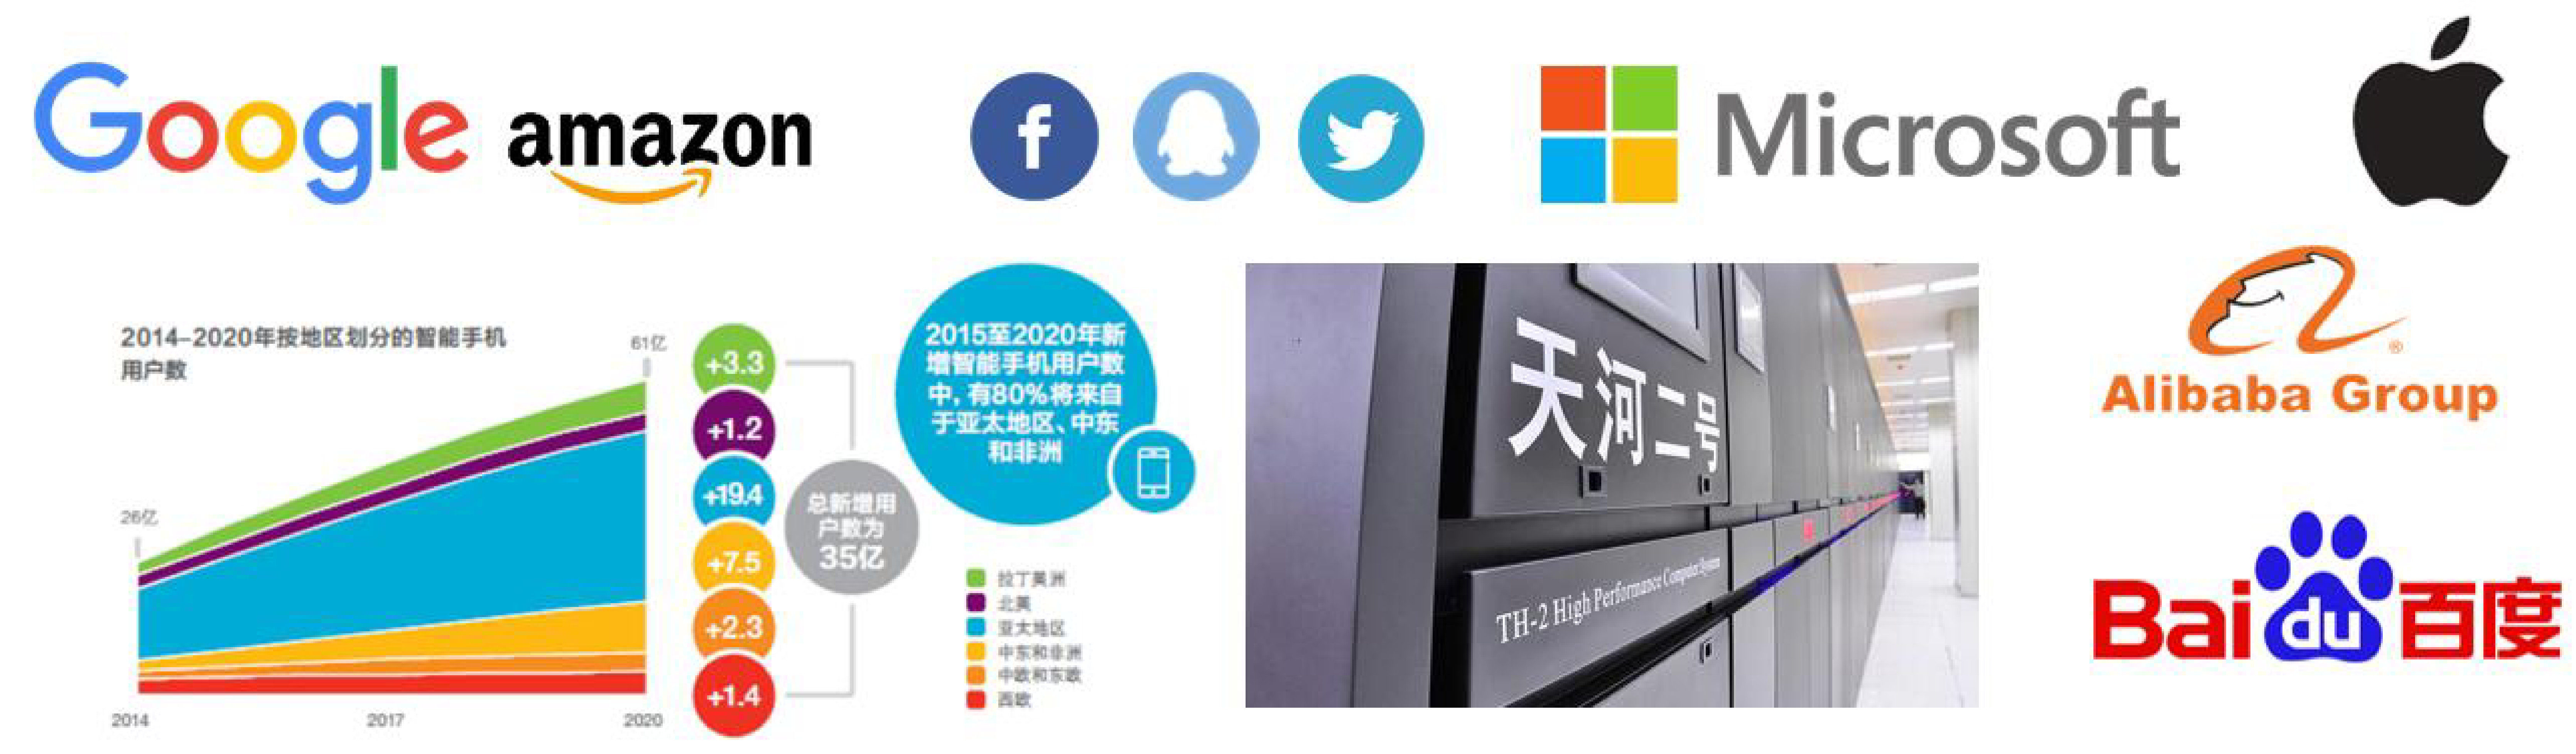 Google
amazon
f
Microsoft
2014–2020年按地区划分的智能手机
用户数
61亿
26亿
2014
2017
2020
+3.3
+1.2
+19.4
+7.5
+2.3
+1.4
总新增用
户数为
35亿
2015至2020年新
增智能手机用户数
中,有80%将来自
于亚太地区、中东
和非洲
拉丁美洲
北美
亚太地区
中东和非洲
中欧和东欧
西欧
天河二号
TH-2 High Performance Computer System
®
Alibaba Group
Bai du 百度